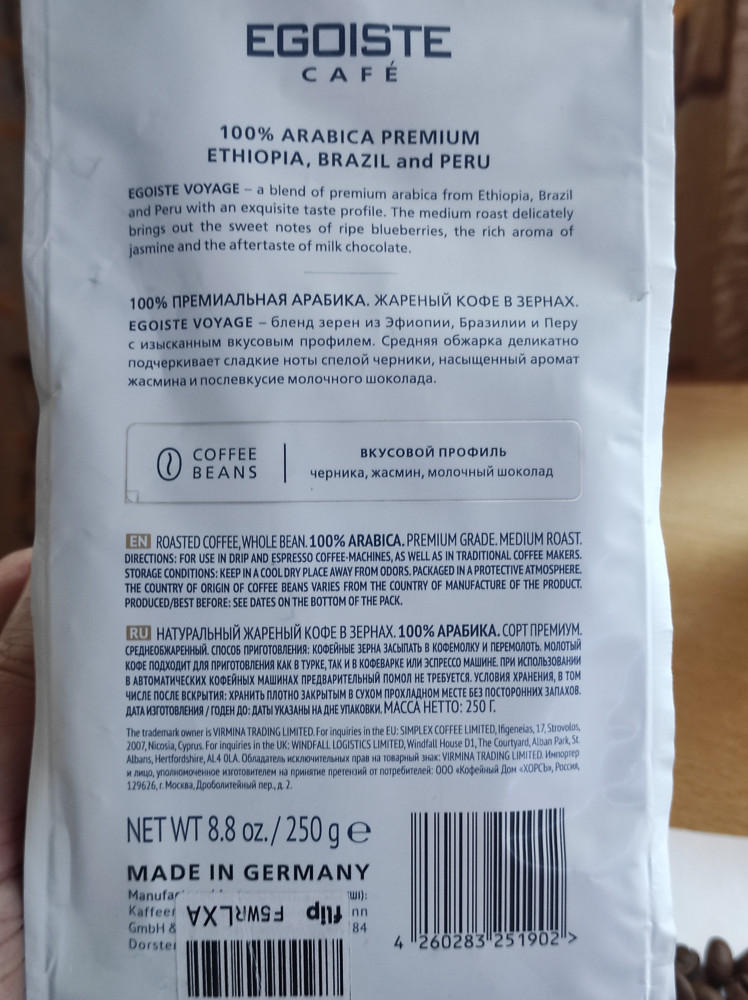 EGOISTE
CAFÉ
100% ARABICA PREMIUM
ETHIOPIA, BRAZIL and PERU
EGOISTE VOYAGE – a blend of premium arabica from Ethiopia, Brazil
and Peru with an exquisite taste profile. The medium roast delicately
brings out the sweet notes of ripe blueberries, the rich aroma of
jasmine and the aftertaste of milk chocolate.
100% ПРЕМИАЛЬНАЯ АРАБИКА. ЖАРЕНЫЙ КОФЕ В ЗЕРНАХ.
EGOISTE VOYAGE – бленд зерен из Эфиопии, Бразилии и Перу
с изысканным вкусовым профилем. Средняя обжарка деликатно
подчеркивает сладкие ноты спелой черники, насыщенный аромат
жасмина и послевкусие молочного шоколада.
COFFEE
BEANS
ВКУСОВОЙ ПРОФИЛЬ
черника, жасмин, молочный шоколад
EN ROASTED COFFEE, WHOLE BEAN. 100% ARABICA. PREMIUM GRADE. MEDIUM ROAST.
DIRECTIONS: FOR USE IN DRIP AND ESPRESSO COFFEE-MACHINES, AS WELL AS IN TRADITIONAL COFFEE MAKERS.
STORAGE CONDITIONS: KEEP IN A COOL DRY PLACE AWAY FROM ODORS. PACKAGED IN A PROTECTIVE ATMOSPHERE.
THE COUNTRY OF ORIGIN OF COFFEE BEANS VARIES FROM THE COUNTRY OF MANUFACTURE OF THE PRODUCT.
PRODUCED/BEST BEFORE: SEE DATES ON THE BOTTOM OF THE PACK.
RU НАТУРАЛЬНЫЙ ЖАРЕНЫЙ КОФЕ В ЗЕРНАХ. 100% АРАБИКА. СОРТ ПРЕМИУМ.
СРЕДНЕОБЖАРЕННЫЙ. СПОСОБ ПРИГОТОВЛЕНИЯ: КОФЕЙНЫЕ ЗЕРНА ЗАСЫПАТЬ В КОФЕМОЛКУ И ПЕРЕМОЛОТЬ. МОЛОТЫЙ
КОФЕ ПОДХОДИТ ДЛЯ ПРИГОТОВЛЕНИЯ КАК В ТУРКЕ, ТАК И В КОФЕВАРКЕ ИЛИ ЭСПРЕССО МАШИНЕ. ПРИ ИСПОЛЬЗОВАНИИ
В АВТОМАТИЧЕСКИХ КОФЕЙНЫХ МАШИНАХ ПРЕДВАРИТЕЛЬНЫЙ ПОМОЛ НЕ ТРЕБУЕТСЯ. УСЛОВИЯ ХРАНЕНИЯ, В ТОМ
ЧИСЛЕ ПОСЛЕ ВСКРЫТИЯ: ХРАНИТЬ ПЛОТНО ЗАКРЫТЫМ В СУХОМ ПРОХЛАДНОМ МЕСТЕ БЕЗ ПОСТОРОННИХ ЗАПАХОВ.
ДАТА ИЗГОТОВЛЕНИЯ / ГОДЕН ДО: ДАТЫ УКАЗАНЫ НА ДНЕ УПАКОВКИ. МАССА НЕТТО: 250 Г.
The trademark owner is VIRMINA TRADING LIMITED. For inquiries in the EU: SIMPLEX COFFEE LIMITED, Ifigeneias, 17, Strovolos,
2007, Nicosia, Cyprus. For inquiries in the UK: WINDFALL LOGISTICS LIMITED, Windfall House D1, The Courtyard, Alban Park, St.
Albans, Hertfordshire, AL4 0LA. Обладатель исключительных прав на товарный знак: VIRMINA TRADING LIMITED. Импортер
и лицо, уполномоченное изготовителем на принятие претензий от потребителей: ООО «Кофейный Дом «ХОРСЪ», Россия,
129626, г. Москва, Дроболитейный пер., д. 2.
NET WT 8.8 oz. / 250 g e
MADE IN GERMANY
GmbH & 84
flip F5WRLXA
4 260283 251902 >